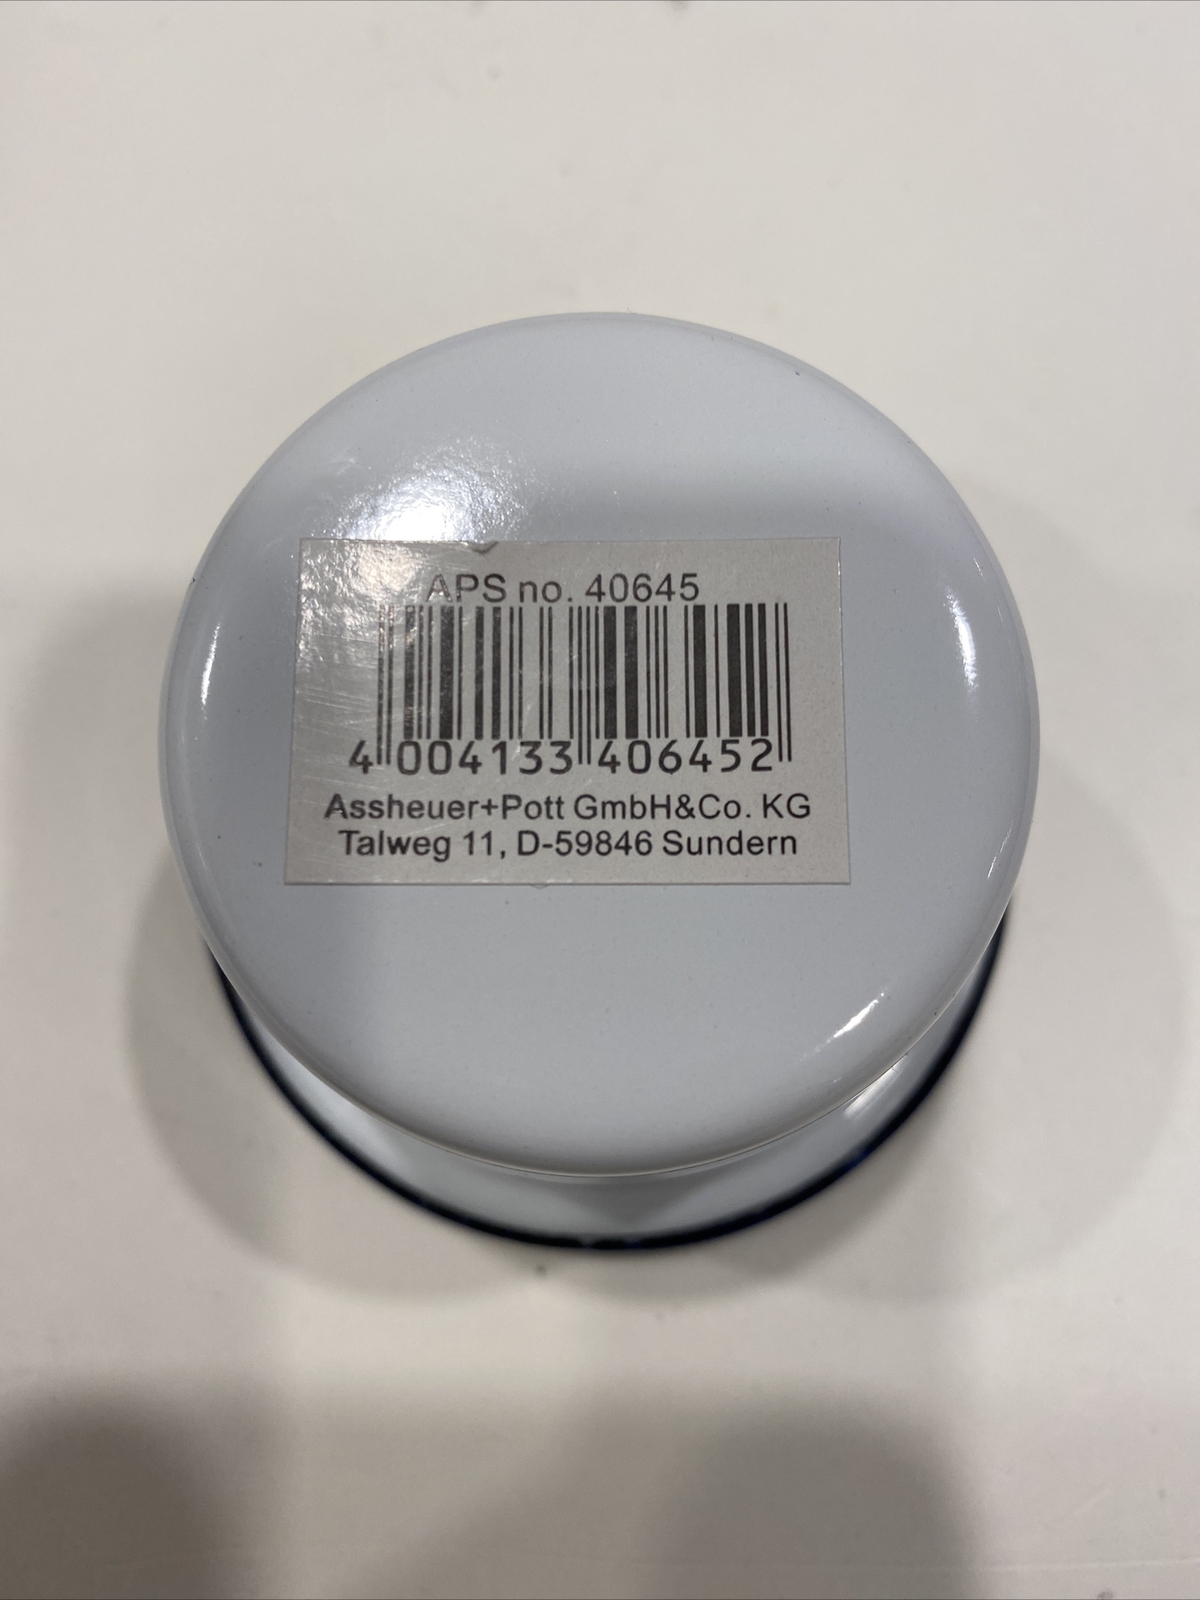 APS no. 40645
4 004133 406452
Assheuer+Pott GmbH&Co. KG
Talweg 11, D-59846 Sundern